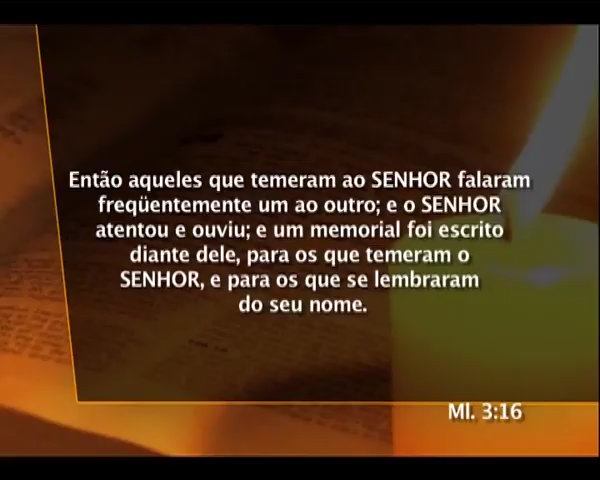 Então aqueles que temeram ao SENHOR falaram
freqüentemente um ao outro; e o SENHOR
atentou e ouviu; e um memorial foi escrito
diante dele, para os que temeram o
SENHOR, e para os que se lembraram
do seu nome.
Ml. 3:16